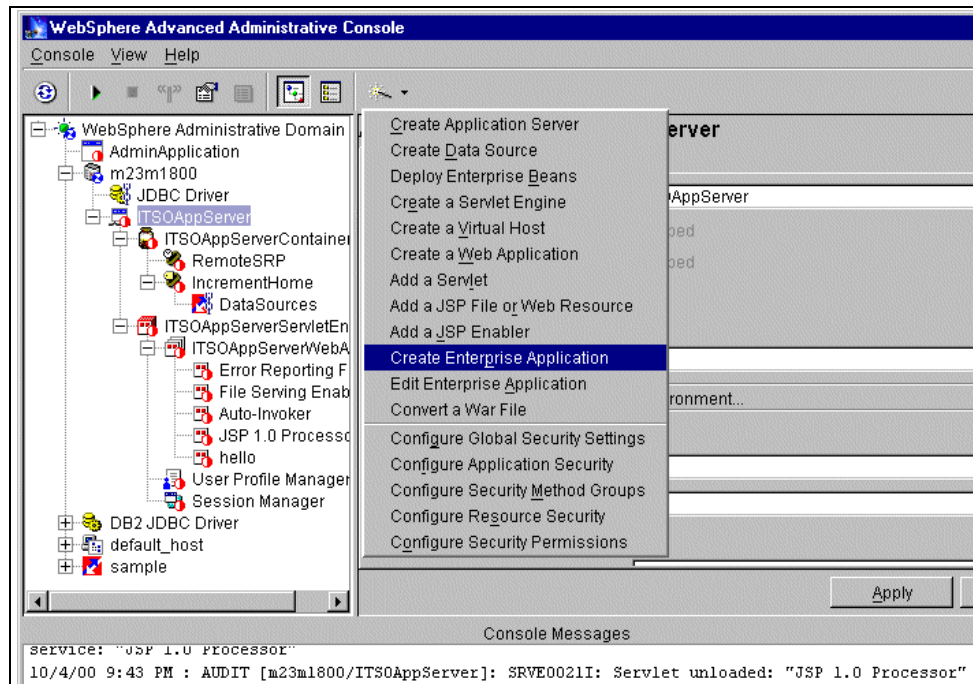 WebSphere Advanced Administrative Console
Console View Help
WebSphere Administrative Domain
AdminApplication
m23m1800
JDBC Driver
ITSOAppServer
ITSOAppServerContainer
RemoteSRP
IncrementHome
DataSources
ITSOAppServerServletEn
ITSOAppServerWebA
Error Reporting F
File Serving Enab
Auto-Invoker
JSP 1.0 Processo
hello
User Profile Manager
Session Manager
DB2 JDBC Driver
default_host
sample
Create Application Server
Create Data Source
Deploy Enterprise Beans
Create a Servlet Engine
Create a Virtual Host
Create a Web Application
Add a Servlet
Add a JSP File or Web Resource
Add a JSP Enabler
Create Enterprise Application
Edit Enterprise Application
Convert a War File
Configure Global Security Settings
Configure Application Security
Configure Security Method Groups
Configure Resource Security
Configure Security Permissions
erver
OAppServer
ped
ped
ronment...
Apply
Console Messages
service: "JSP 1.0 Processor"
10/4/00 9:43 PM : AUDIT [m23m1800/ITSOAppServer]: SRVE0021I: Servlet unloaded: "JSP 1.0 Processor"